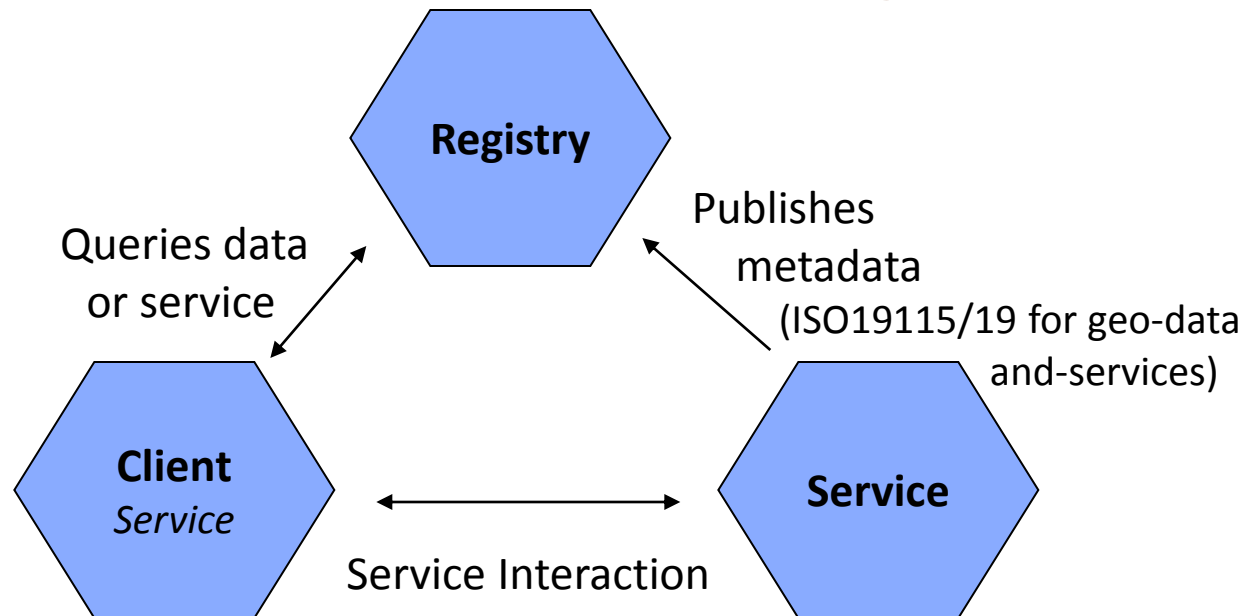 Registry
Publishes
metadata
(ISO19115/19 for geo-data
and-services)
Queries data
or service
Client
Service
Service
Service Interaction